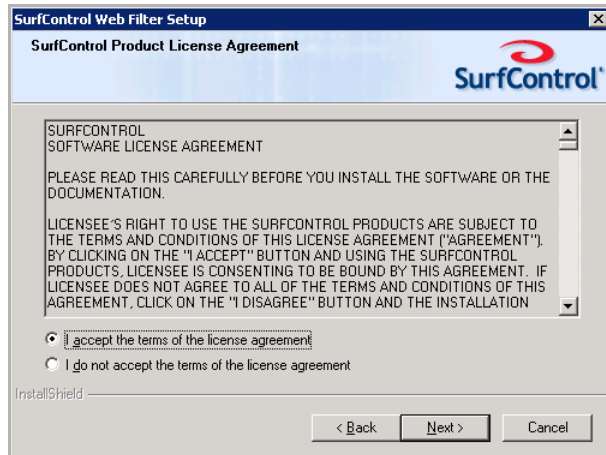 SurfControl Web Filter Setup
SurfControl Product License Agreement
SurfControl
SURFCONTROL
SOFTWARE LICENSE AGREEMENT
PLEASE READ THIS CAREFULLY BEFORE YOU INSTALL THE SOFTWARE OR THE
DOCUMENTATION.
LICENSEE'S RIGHT TO USE THE SURFCONTROL PRODUCTS ARE SUBJECT TO
THE TERMS AND CONDITIONS OF THIS LICENSE AGREEMENT ("AGREEMENT").
BY CLICKING ON THE "I ACCEPT" BUTTON AND USING THE SURFCONTROL
PRODUCTS, LICENSEE IS CONSENTING TO BE BOUND BY THIS AGREEMENT. IF
LICENSEE DOES NOT AGREE TO ALL OF THE TERMS AND CONDITIONS OF THIS
AGREEMENT, CLICK ON THE "I DISAGREE" BUTTON AND THE INSTALLATION
I accept the terms of the license agreement
I do not accept the terms of the license agreement
InstallShield
< Back
Next >
Cancel